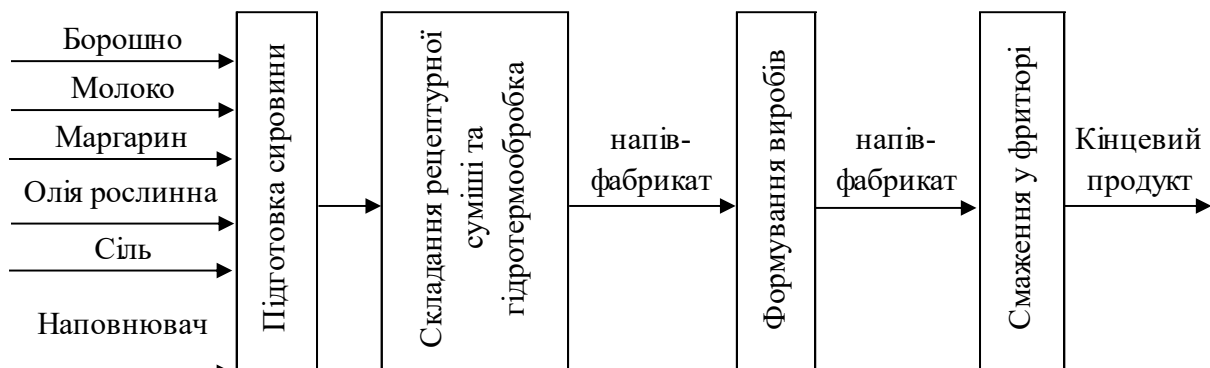 Борошно
Молоко
Маргарин
Олія рослинна
Сіль
Наповнювач
Підготовка сировини
Складання рецептурної
суміші та
гідротермообробка
напів-
фабрикат
Формування виробів
напів-
фабрикат
Смаження у фритюрі
Кінцевий
продукт